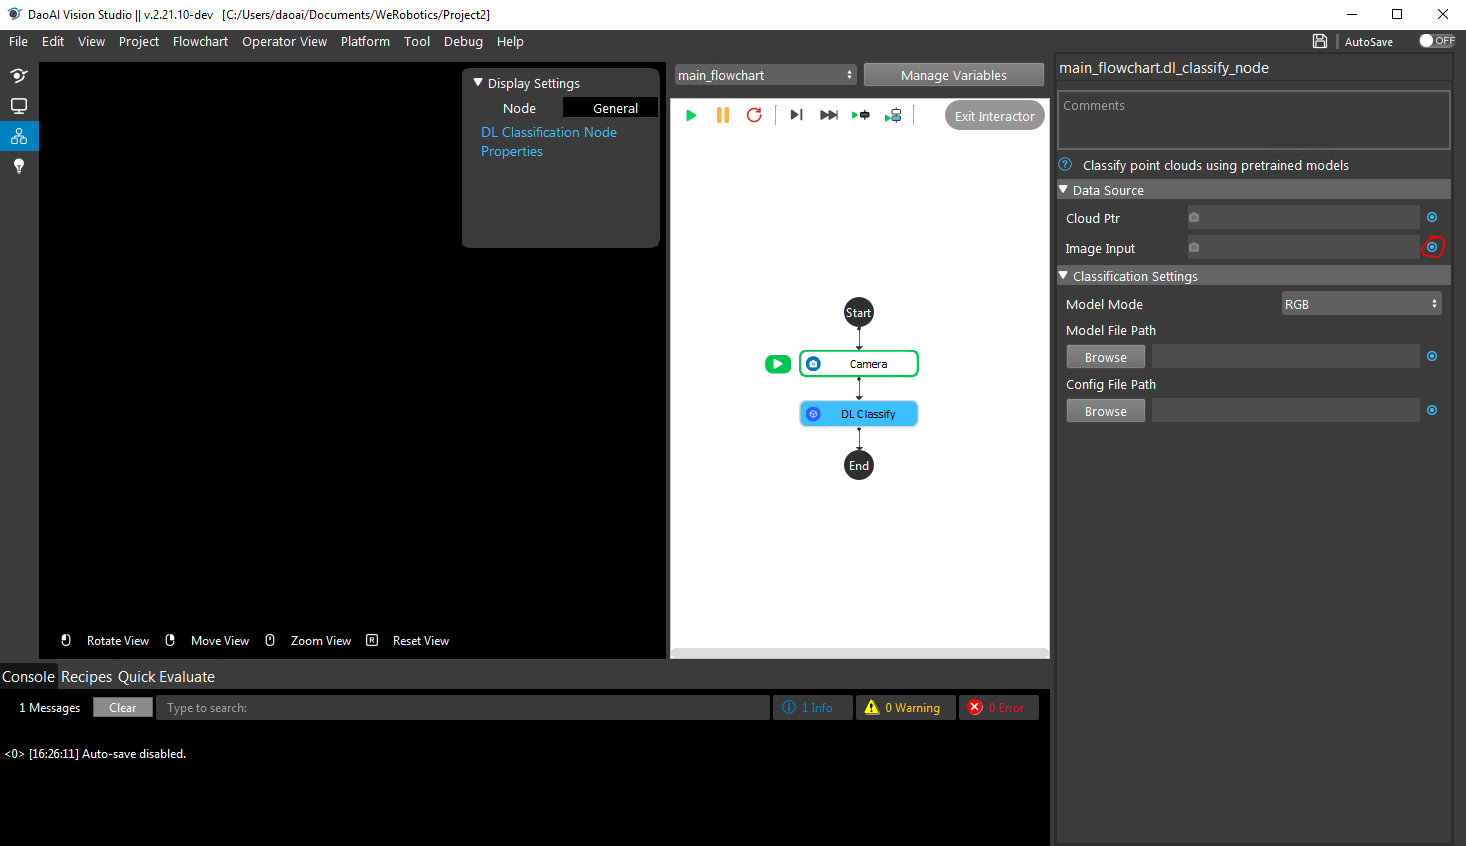 DaoAI Vision Studio || v.2.21.10-dev [C:/Users/daoai/Documents/WeRobotics/Project2]
File Edit View Project Flowchart Operator View Platform Tool Debug Help
AutoSave OFF
Display Settings
Node General
DL Classification Node
Properties
Rotate View Move View Zoom View R Reset View
main_flowchart Manage Variables
Exit Interactor
Start
Camera
DL Classify
End
main_flowchart.dl_classify_node
Comments
? Classify point clouds using pretrained models
Data Source
Cloud Ptr
Image Input
Classification Settings
Model Mode RGB
Model File Path
Browse
Config File Path
Browse
Console Recipes Quick Evaluate
1 Messages Clear Type to search: 1 Info 0 Warning 0 Error
<0> [16:26:11] Auto-save disabled.